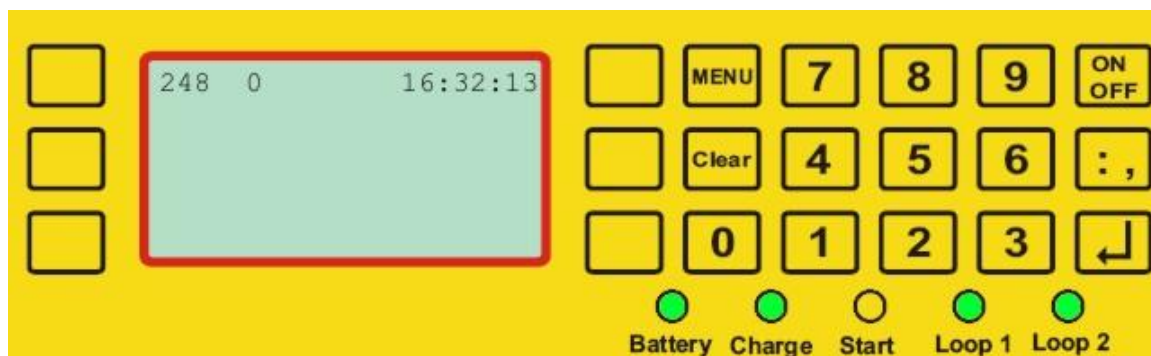 248 0 16:32:13
MENU 7 8 9 ON OFF
Clear 4 5 6 : ,
0 1 2 3 ↵
Battery Charge Start Loop 1 Loop 2